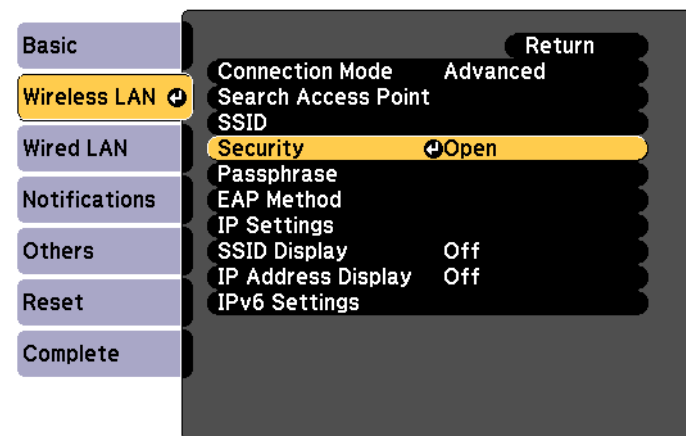 Basic
Wireless LAN
Wired LAN
Notifications
Others
Reset
Complete
Return
Connection Mode Advanced
Search Access Point
SSID
Security Open
Passphrase
EAP Method
IP Settings
SSID Display Off
IP Address Display Off
IPv6 Settings